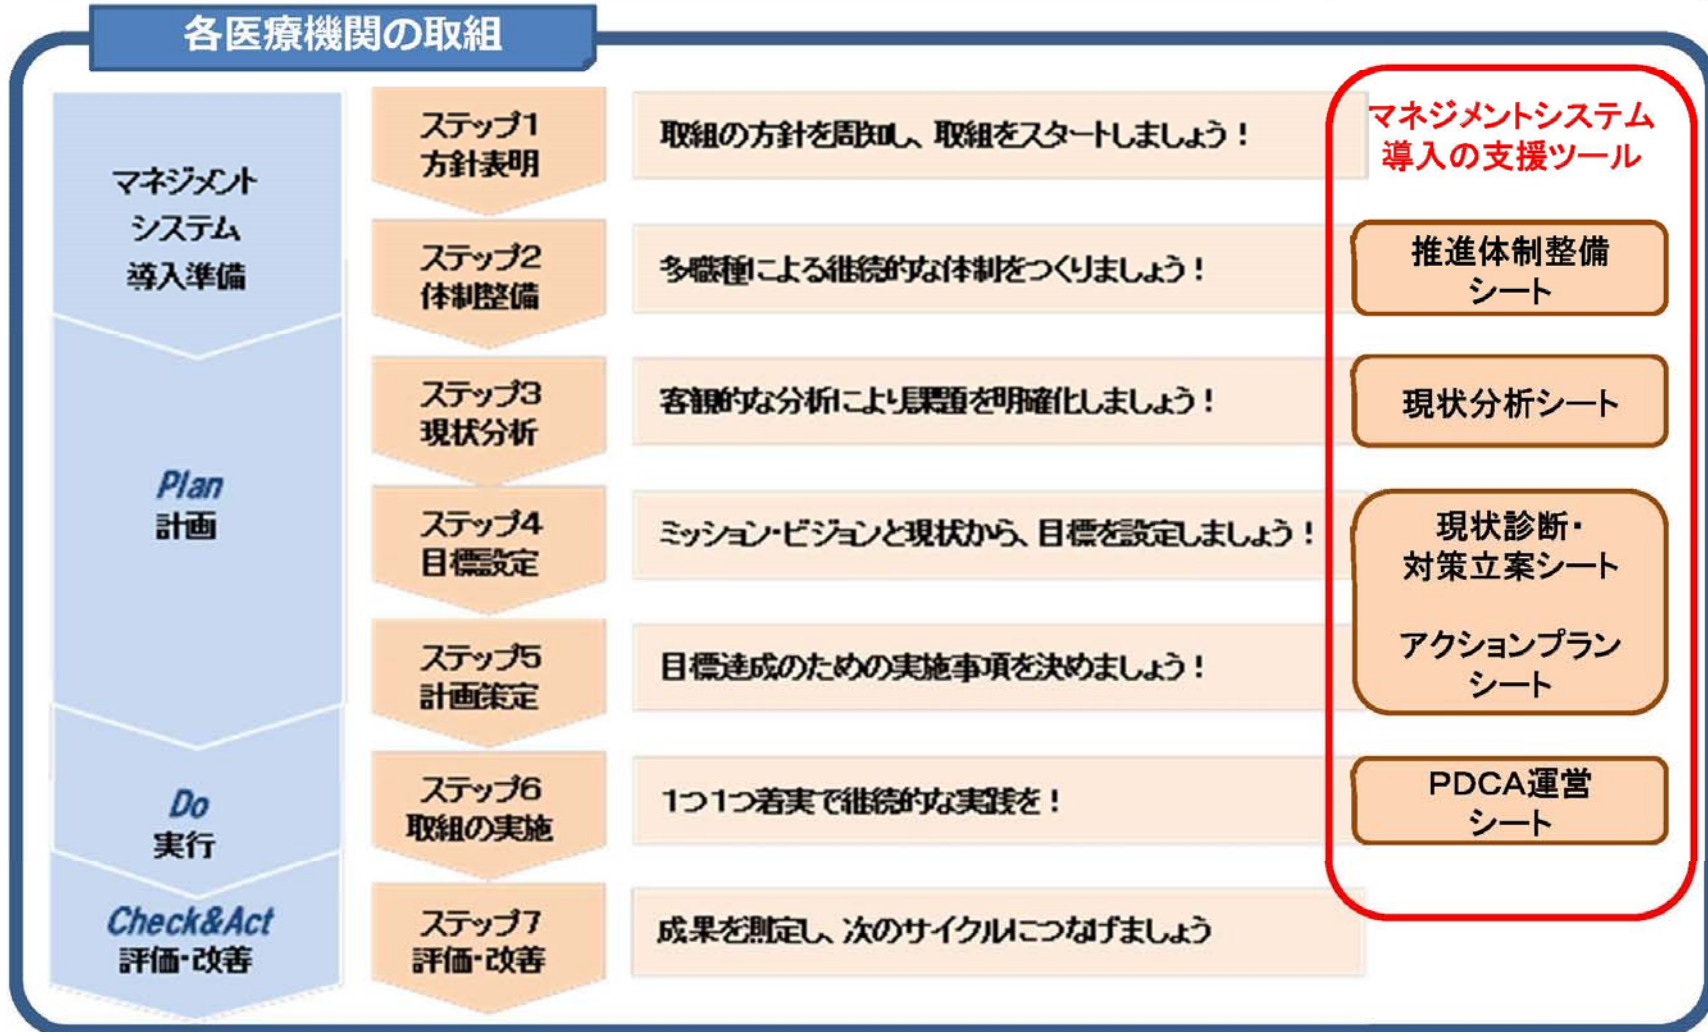 各医療機関の取組
マネジメント
システム
導入準備
Plan
計画
Do
実行
Check&Act
評価・改善
ステップ1
方針表明
取組の方針を周知し、取組をスタートしましょう！
ステップ2
体制整備
多職種による継続的な体制をつくりましょう！
ステップ3
現状分析
客観的な分析により課題を明確化しましょう！
ステップ4
目標設定
ミッション・ビジョンと現状から、目標を設定しましょう！
ステップ5
計画策定
目標達成のための実施事項を決めましょう！
ステップ6
取組の実施
1つ1つ着実で継続的な実践を！
ステップ7
評価・改善
成果を測定し、次のサイクルにつなげましょう
マネジメントシステム
導入の支援ツール
推進体制整備
シート
現状分析シート
現状診断・
対策立案シート
アクションプラン
シート
PDCA運営
シート